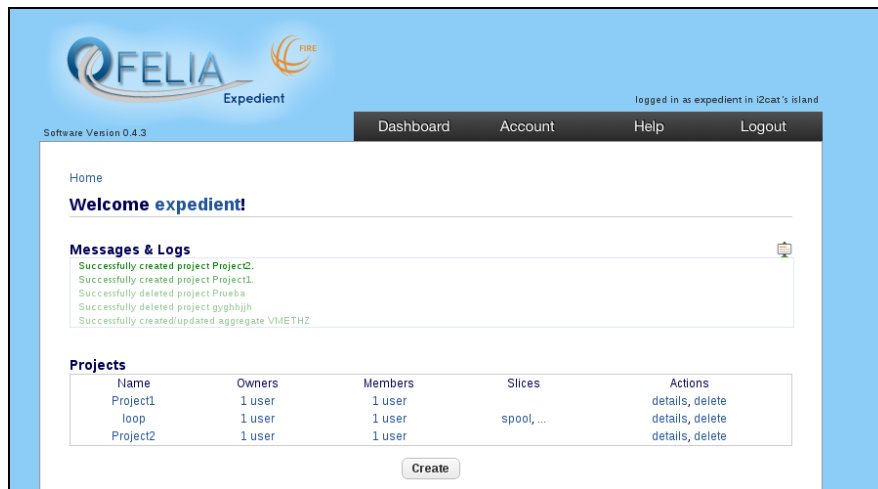 OFELIA
FIRE
Expedient
logged in as expedient in i2cat's island
Software Version 0.4.3
Dashboard Account Help Logout
Home
Welcome expedient!
Messages & Logs
Successfully created project Project2.
Successfully created project Project1.
Successfully deleted project Prueba
Successfully deleted project gyghhjjh
Successfully created/updated aggregate VMETHZ
Projects
Name Owners Members Slices Actions
Project1 1 user 1 user details, delete
loop 1 user 1 user spool, ... details, delete
Project2 1 user 1 user details, delete
Create